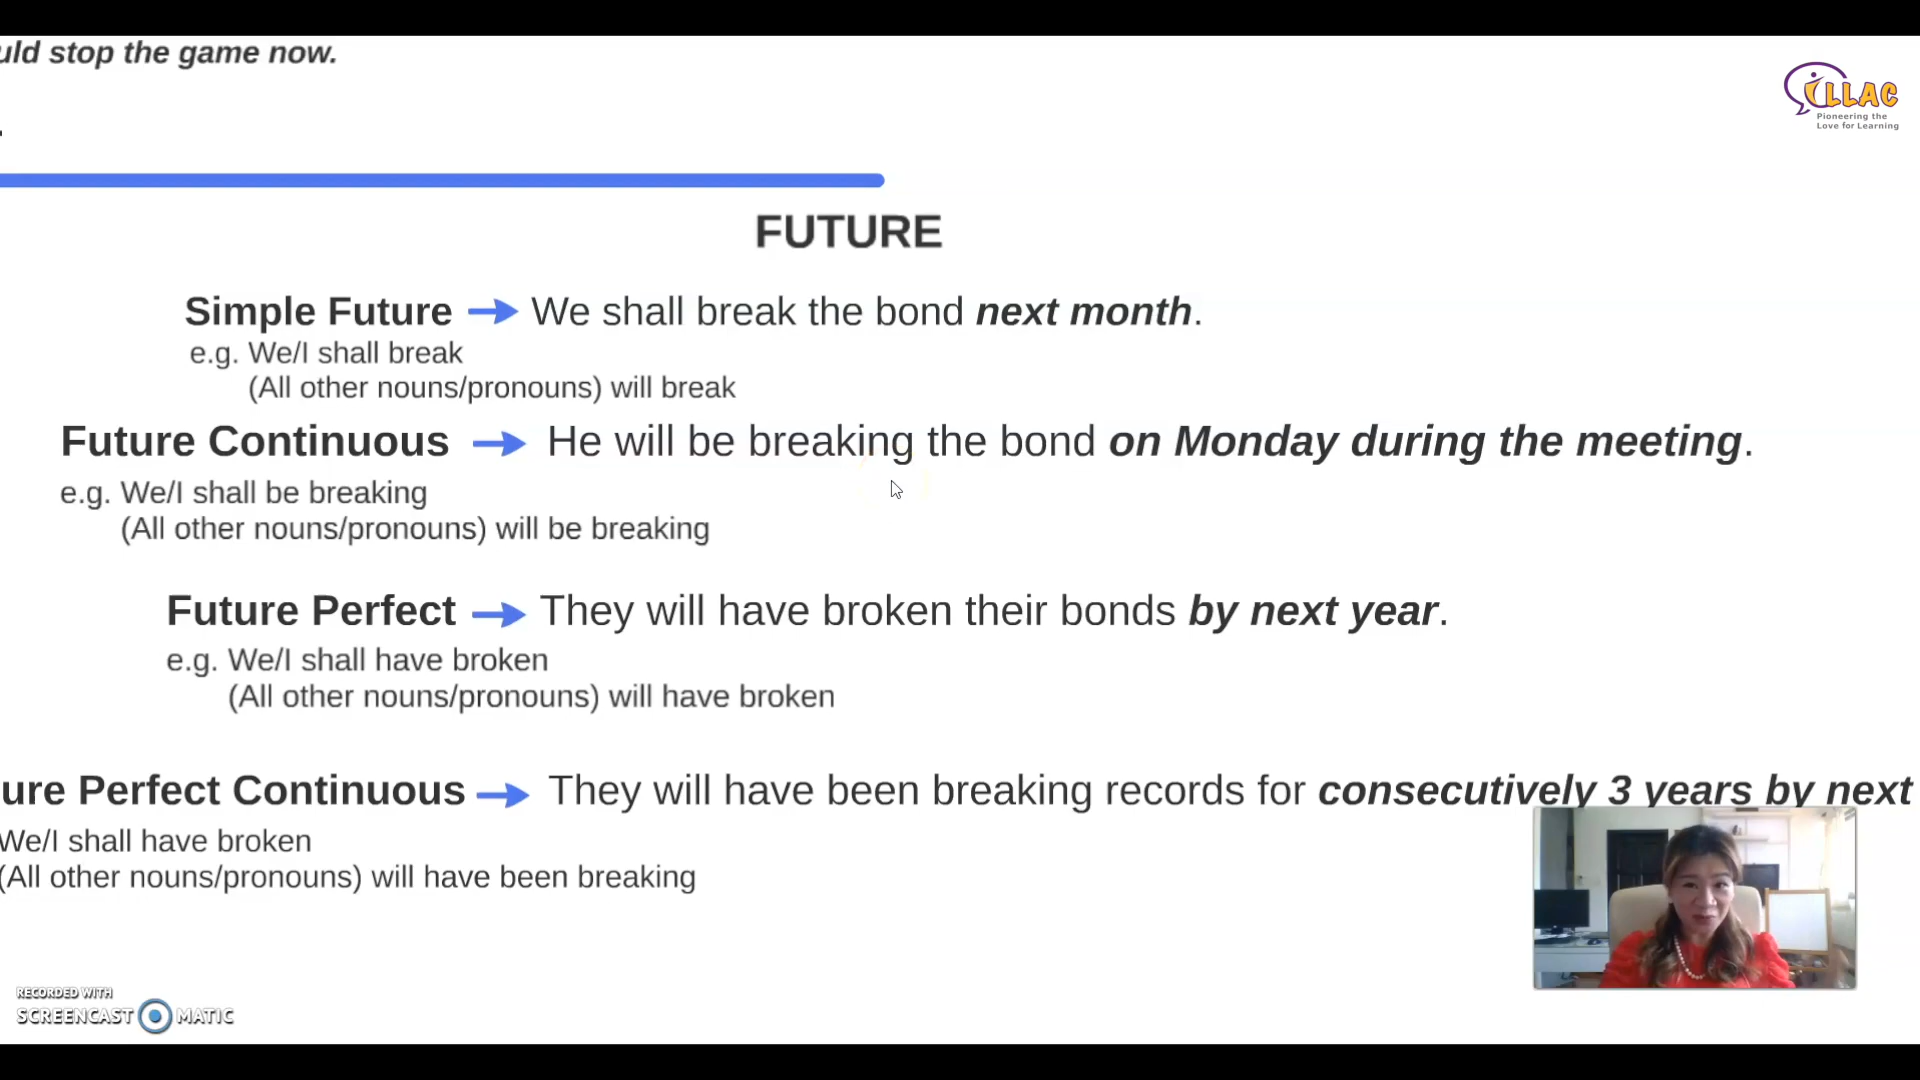 uld stop the game now.
iLLAC
Pioneering the
Love for Learning
FUTURE
Simple Future We shall break the bond next month.
e.g. We/I shall break
(All other nouns/pronouns) will break
Future Continuous He will be breaking the bond on Monday during the meeting.
e.g. We/I shall be breaking
(All other nouns/pronouns) will be breaking
Future Perfect They will have broken their bonds by next year.
e.g. We/I shall have broken
(All other nouns/pronouns) will have broken
ure Perfect Continuous They will have been breaking records for consecutively 3 years by next
We/I shall have broken
(All other nouns/pronouns) will have been breaking
RECORDED WITH
SCREENCAST MATIC